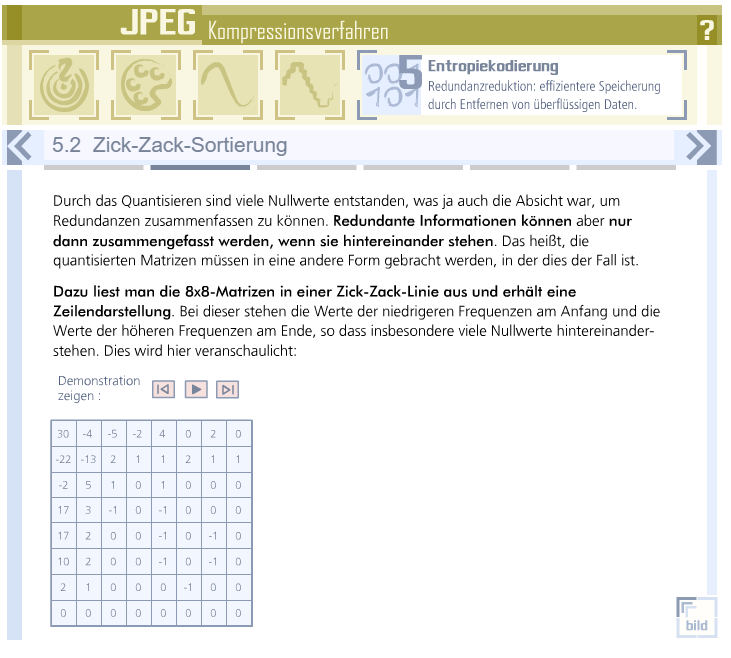 JPEG Kompressionsverfahren
?
5 Entropiekodierung
Redundanzreduktion: effizientere Speicherung
durch Entfernen von überflüssigen Daten.
5.2 Zick-Zack-Sortierung
Durch das Quantisieren sind viele Nullwerte entstanden, was ja auch die Absicht war, um
Redundanzen zusammenfassen zu können. Redundante Informationen können aber nur
dann zusammengefasst werden, wenn sie hintereinander stehen. Das heißt, die
quantisierten Matrizen müssen in eine andere Form gebracht werden, in der dies der Fall ist.
Dazu liest man die 8x8-Matrizen in einer Zick-Zack-Linie aus und erhält eine
Zeilendarstellung. Bei dieser stehen die Werte der niedrigeren Frequenzen am Anfang und die
Werte der höheren Frequenzen am Ende, so dass insbesondere viele Nullwerte hintereinander-
stehen. Dies wird hier veranschaulicht:
Demonstration
zeigen :
30 -4 -5 -2 4 0 2 0
-22 -13 2 1 1 2 1 1
-2 5 1 0 1 0 0 0
17 3 -1 0 -1 0 0 0
17 2 0 0 -1 0 -1 0
10 2 0 0 -1 0 -1 0
2 1 0 0 0 -1 0 0
0 0 0 0 0 0 0 0
bild